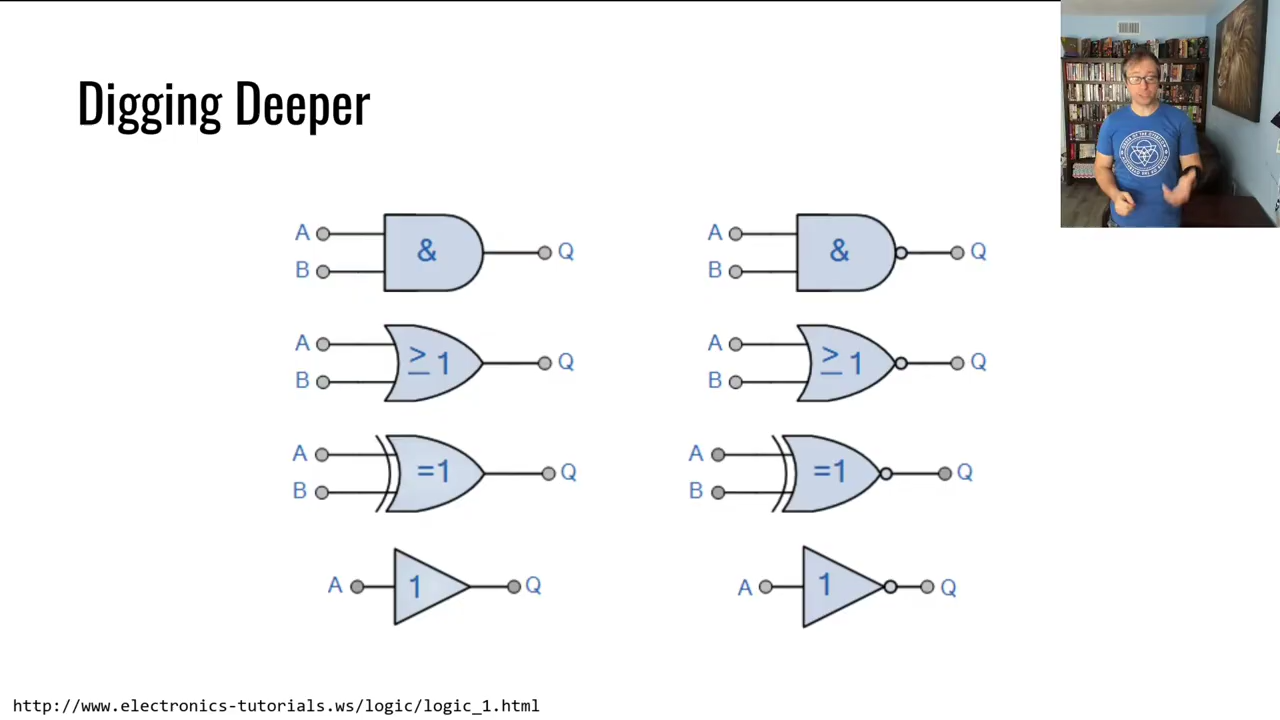 Digging Deeper
A
B
&
Q
A
B
&
Q
A
B
≥ 1
Q
A
B
≥ 1
Q
A
B
=1
Q
A
B
=1
Q
A
1
Q
A
1
Q
http://www.electronics-tutorials.ws/logic/logic_1.html